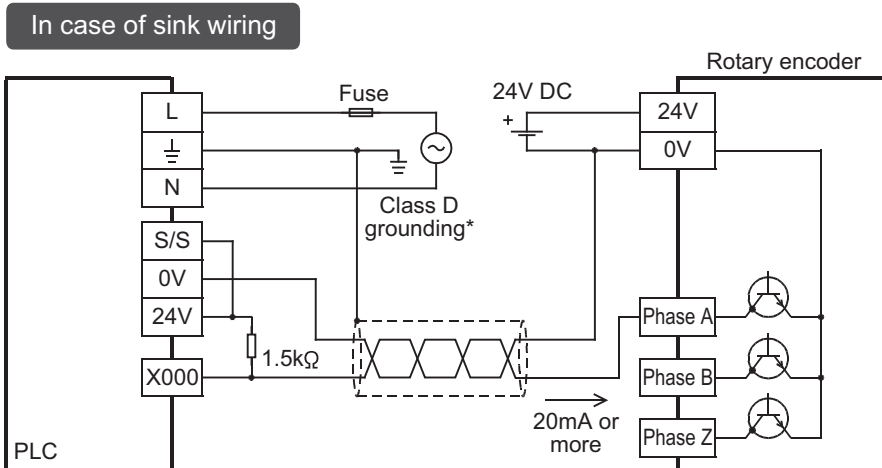 In case of sink wiring
Rotary encoder
Fuse
24V DC
+
L
24V
0V
N
Class D
grounding*
S/S
0V
24V
1.5kΩ
X000
Phase A
Phase B
20mA or
more
Phase Z
PLC